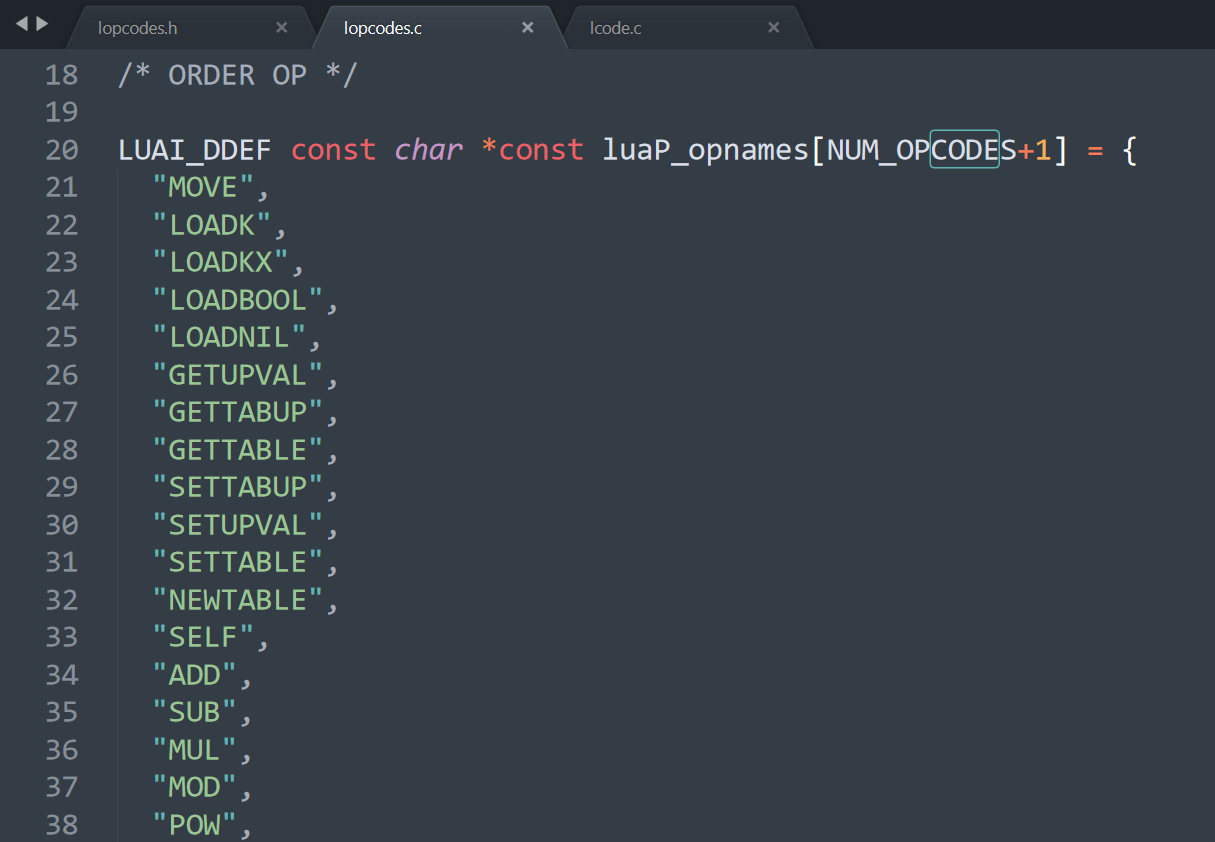 lopcodes.h × lopcodes.c × lcode.c ×
18 /* ORDER OP */
19
20 LUAI_DDEF const char *const luaP_opnames[NUM_OPCODES+1] = {
21 "MOVE",
22 "LOADK",
23 "LOADKX",
24 "LOADBOOL",
25 "LOADNIL",
26 "GETUPVAL",
27 "GETTABUP",
28 "GETTABLE",
29 "SETTABUP",
30 "SETUPVAL",
31 "SETTABLE",
32 "NEWTABLE",
33 "SELF",
34 "ADD",
35 "SUB",
36 "MUL",
37 "MOD",
38 "POW",